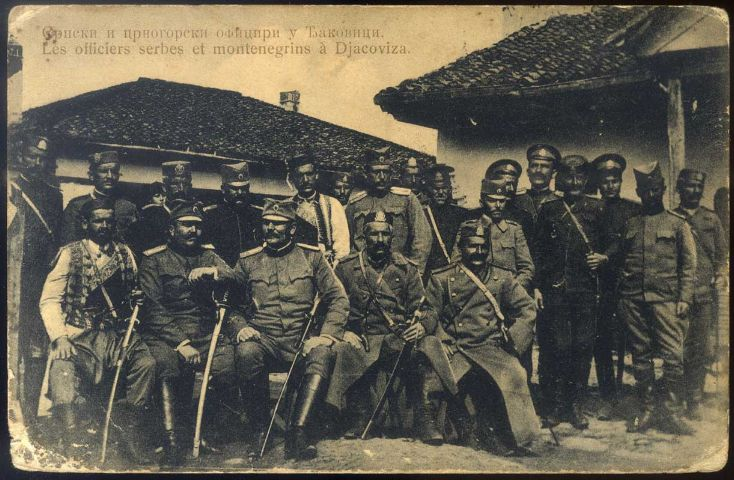 Српски и црногорски официри у Ђаковици.
Les officiers serbes et montenegrins à Djacoviza.